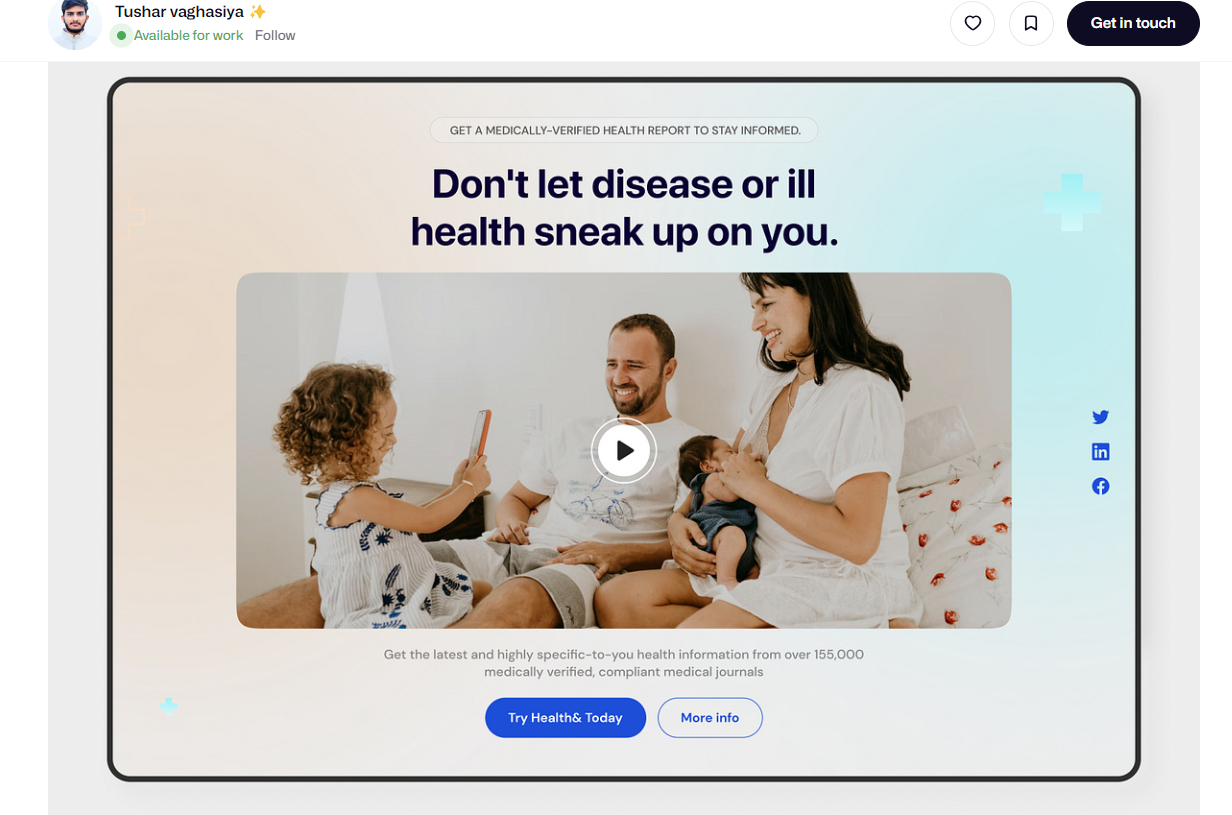 Tushar vaghasiya ✨
Available for work Follow
Get in touch
GET A MEDICALLY-VERIFIED HEALTH REPORT TO STAY INFORMED.
Don't let disease or ill
health sneak up on you.
Get the latest and highly specific-to-you health information from over 155,000
medically verified, compliant medical journals
Try Health& Today
More info